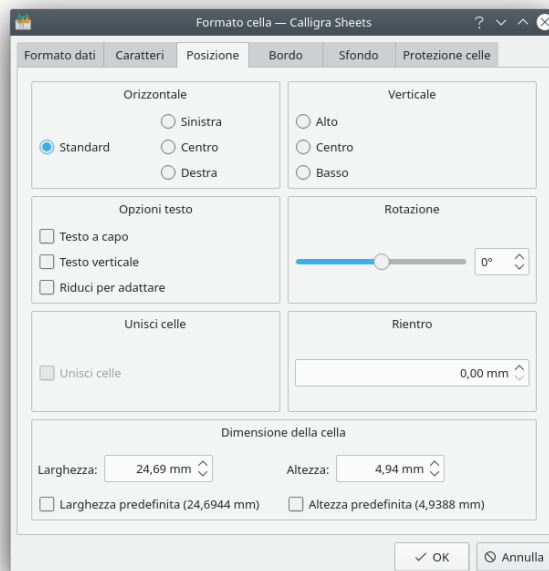 Formato cella — Calligra Sheets
Formato dati Caratteri Posizione Bordo Sfondo Protezione celle
Orizzontale
Standard
Sinistra
Centro
Destra
Verticale
Alto
Centro
Basso
Opzioni testo
Testo a capo
Testo verticale
Riduci per adattare
Rotazione
0°
Unisci celle
Unisci celle
Rientro
0,00 mm
Dimensione della cella
Larghezza: 24,69 mm Altezza: 4,94 mm
Larghezza predefinita (24,6944 mm) Altezza predefinita (4,9388 mm)
OK Annulla